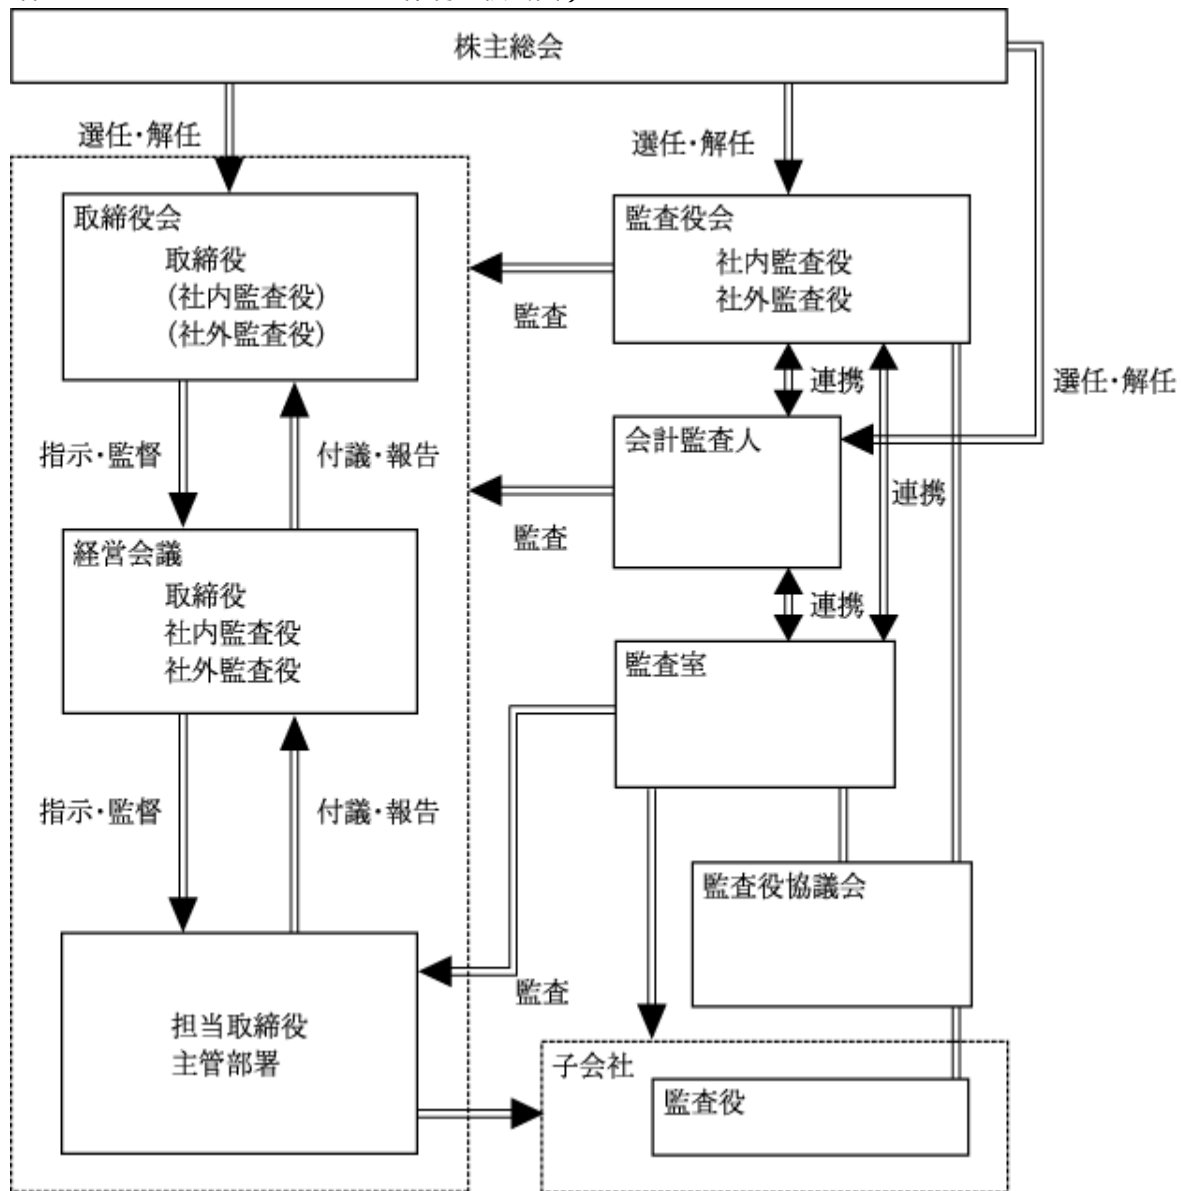 株主総会
選任・解任
選任・解任
取締役会
取締役
(社内監査役)
(社外監査役)
監査役会
社内監査役
社外監査役
監査
連携
選任・解任
会計監査人
指示・監督
付議・報告
連携
監査
経営会議
取締役
社内監査役
社外監査役
連携
監査室
指示・監督
付議・報告
監査役協議会
監査
担当取締役
主管部署
子会社
監査役